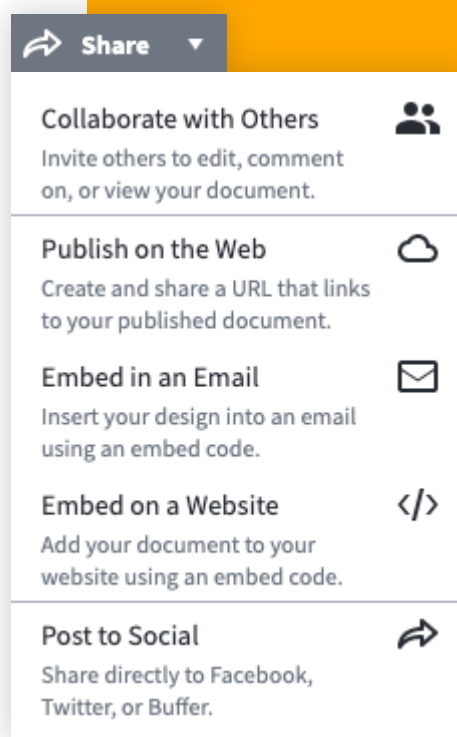 Share
Collaborate with Others
Invite others to edit, comment
on, or view your document.
Publish on the Web
Create and share a URL that links
to your published document.
Embed in an Email
Insert your design into an email
using an embed code.
Embed on a Website
Add your document to your
website using an embed code.
Post to Social
Share directly to Facebook,
Twitter, or Buffer.